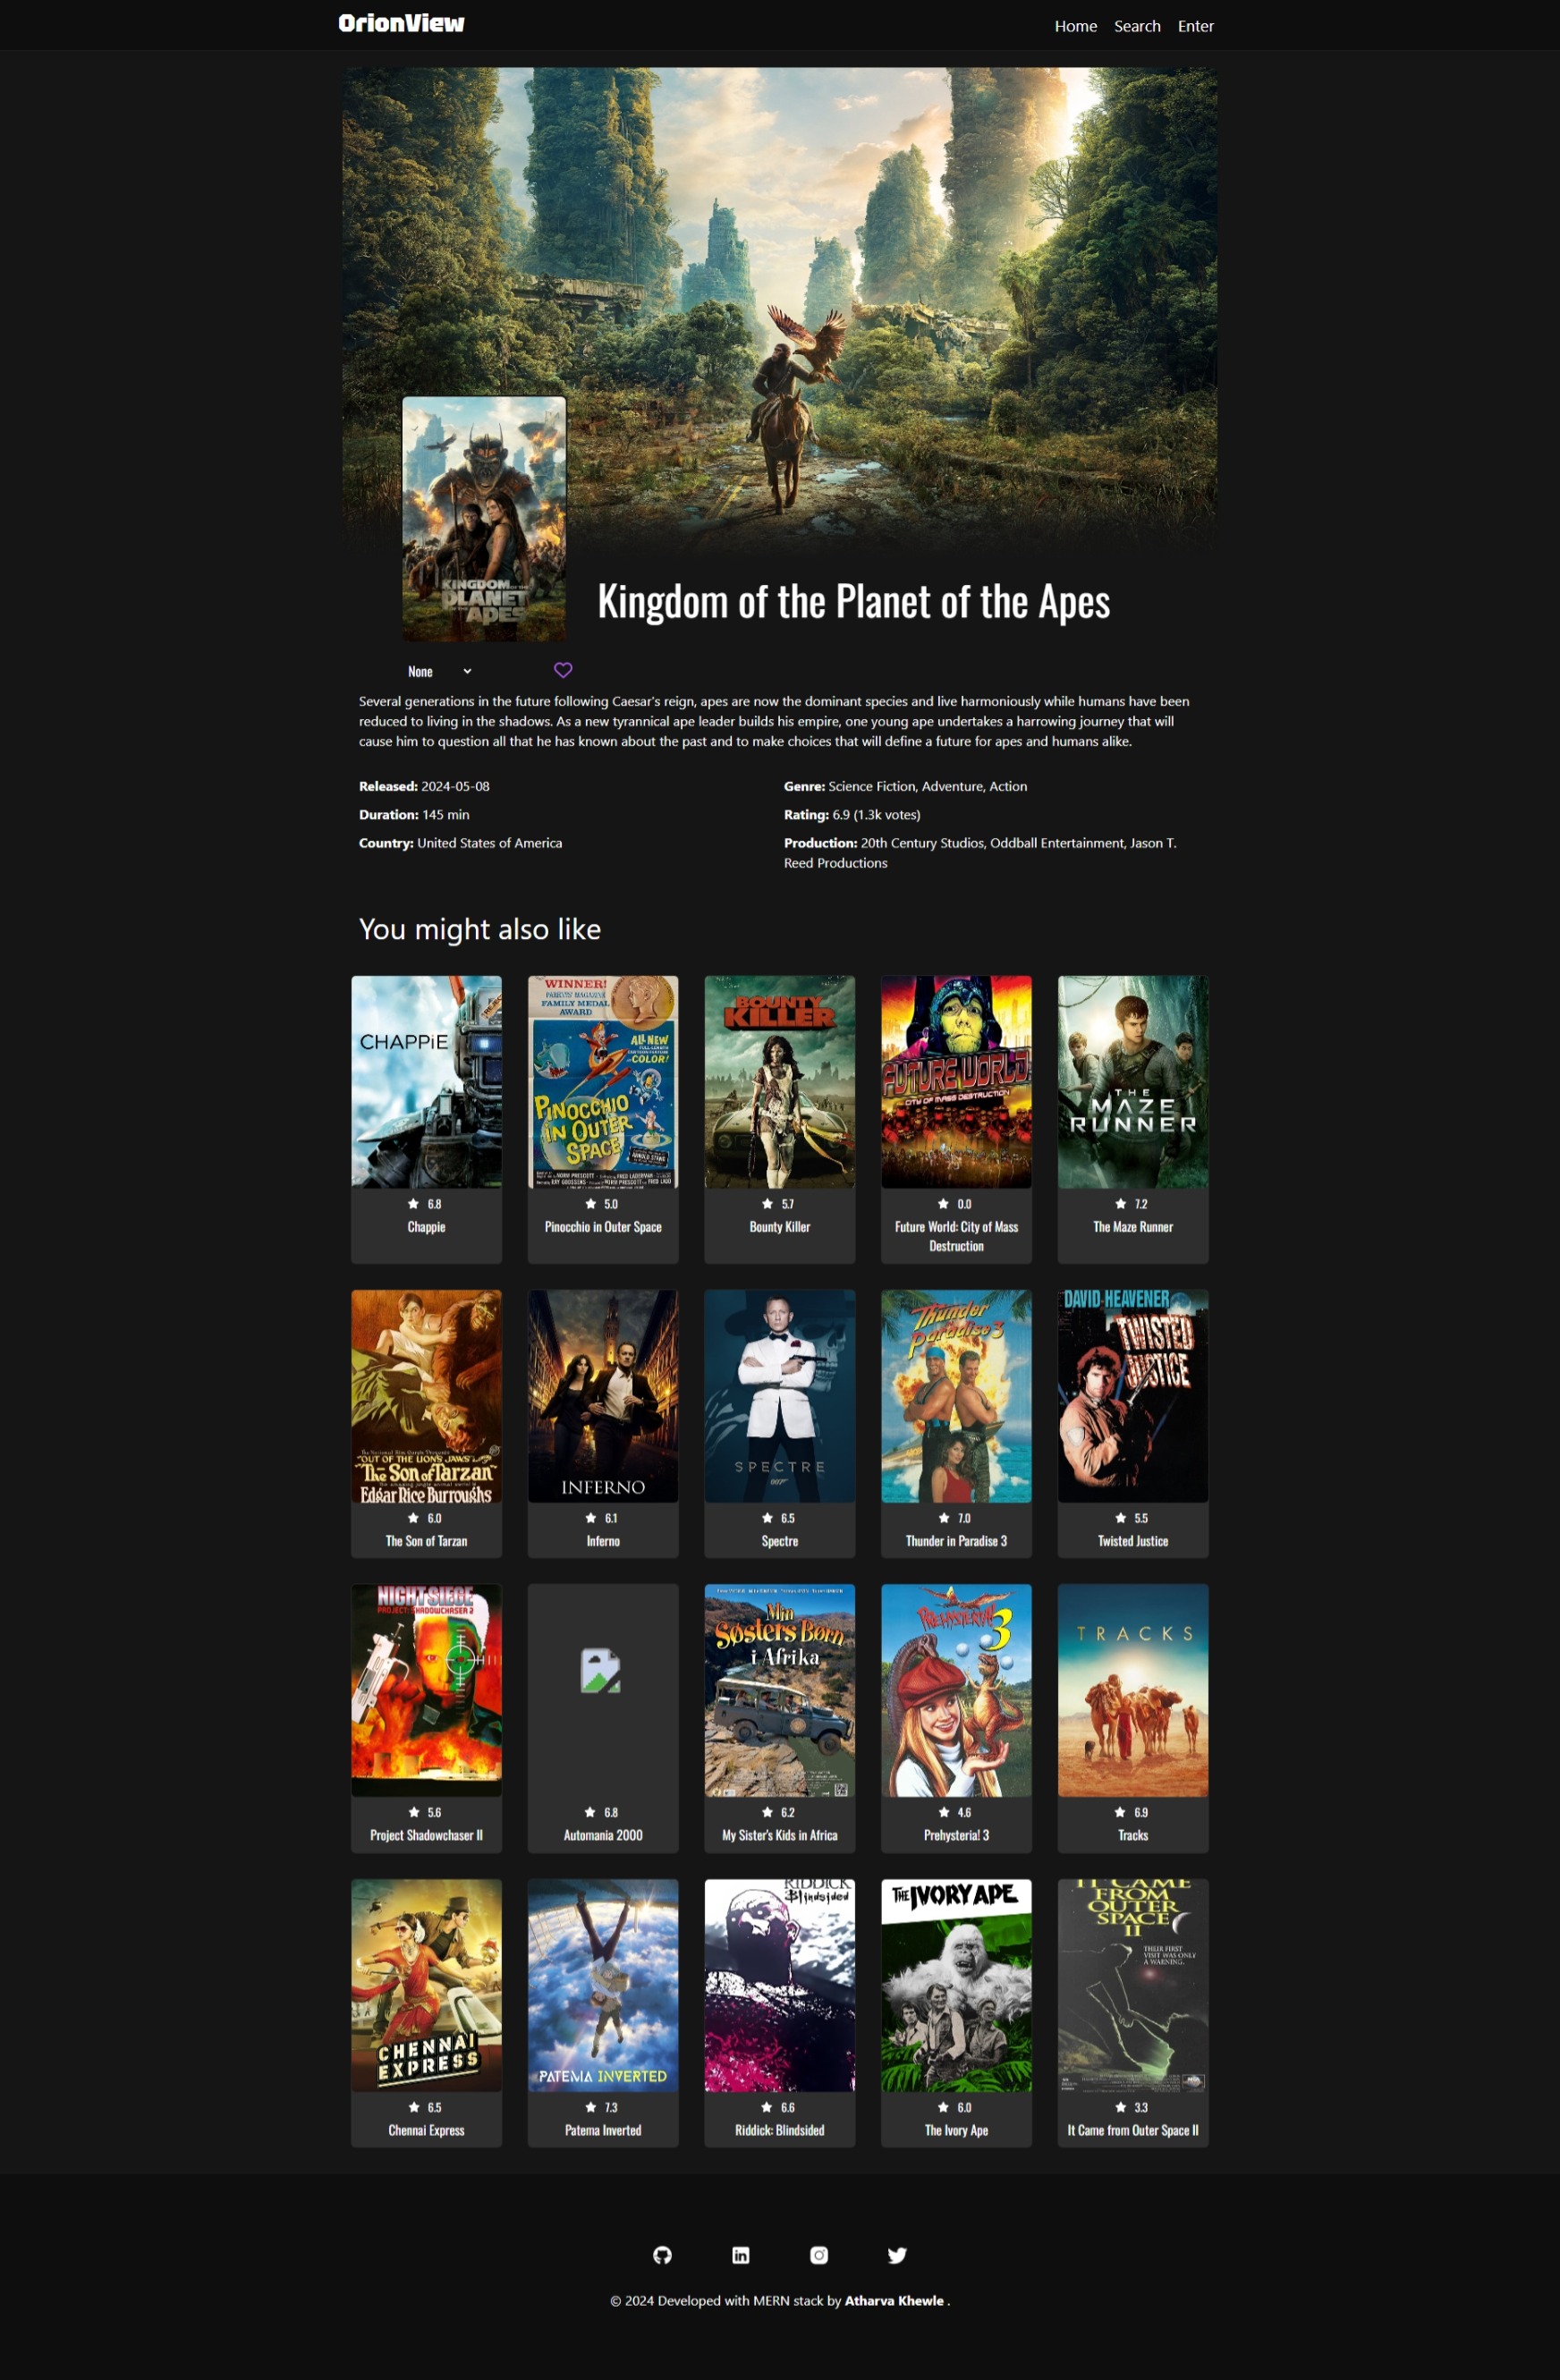 OrionView
Home Search Enter
KINGDOM OF THE
PLANET
OF THE
APES
Kingdom of the Planet of the Apes
None
Several generations in the future following Caesar's reign, apes are now the dominant species and live harmoniously while humans have been
reduced to living in the shadows. As a new tyrannical ape leader builds his empire, one young ape undertakes a harrowing journey that will
cause him to question all that he has known about the past and to make choices that will define a future for apes and humans alike.
Released: 2024-05-08
Genre: Science Fiction, Adventure, Action
Duration: 145 min
Rating: 6.9 (1.3k votes)
Country: United States of America
Production: 20th Century Studios, Oddball Entertainment, Jason T.
Reed Productions
You might also like
CHAPPiE
6.8
Chappie
WINNER!
PARENTS' MAGAZINE
FAMILY MEDAL
AWARD
ALL NEW
COLOR!
PINOCCHIO
IN OUTER
SPACE
ARNOLD STANG
5.0
Pinocchio in Outer Space
BOUNTY
KILLER
5.7
Bounty Killer
FUTURE WORLD
CITY OF MASS DESTRUCTION
0.0
Future World: City of Mass
Destruction
THE
MAZE
RUNNER
7.2
The Maze Runner
"OUT OF THE LION'S JAWS"
The Son of Tarzan
Edgar Rice Burroughs
6.0
The Son of Tarzan
INFERNO
6.1
Inferno
SPECTRE
007
6.5
Spectre
Thunder
Paradise 3
7.0
Thunder in Paradise 3
DAVID HEAVENER
TWISTED
JUSTICE
5.5
Twisted Justice
NIGHT SIEGE
PROJECT: SHADOWCHASER 2
5.6
Project Shadowchaser II
6.8
Automania 2000
Min
Søsters Børn
i Afrika
6.2
My Sister's Kids in Africa
PREHYSTERIA!
3
4.6
Prehysteria! 3
TRACKS
6.9
Tracks
CHENNAI
EXPRESS
6.5
Chennai Express
PATEMA INVERTED
7.3
Patema Inverted
RIDDICK
Blindsided
6.6
Riddick: Blindsided
THE IVORY APE
6.0
The Ivory Ape
IT CAME
FROM
OUTER
SPACE
II
THEIR FIRST
VISIT WAS ONLY
A WARNING.
3.3
It Came from Outer Space II
© 2024 Developed with MERN stack by Atharva Khewle .